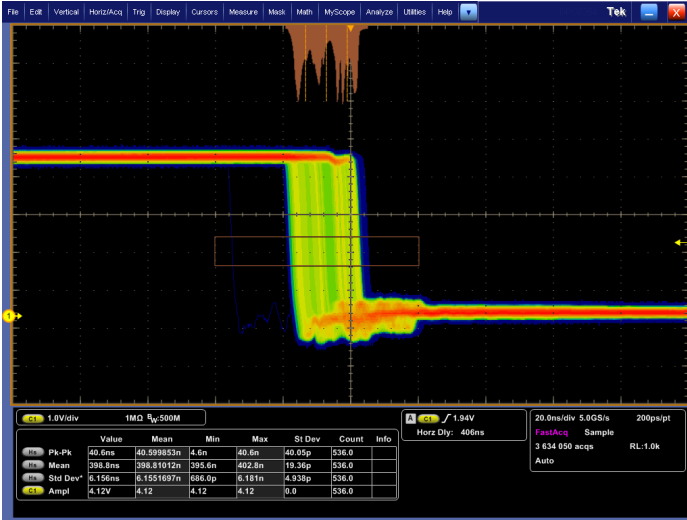 File Edit Vertical Horiz/Acq Trig Display Cursors Measure Mask Math MyScope Analyze Utilities Help Tek
1
C1 1.0V/div 1MΩ BW:500M
A C1 1.94V
Horz Dly: 406ns
20.0ns/div 5.0GS/s 200ps/pt
FastAcq Sample
3 634 050 acqs RL:1.0k
Auto
Value Mean Min Max St Dev Count Info
Hs Pk-Pk 40.6ns 40.599853n 4.6n 40.6n 40.05p 536.0
Hs Mean 398.8ns 398.81012n 395.6n 402.8n 19.36p 536.0
Hs Std Dev* 6.156ns 6.1551697n 686.0p 6.181n 4.938p 536.0
C1 Ampl 4.12V 4.12 4.12 4.12 0.0 536.0